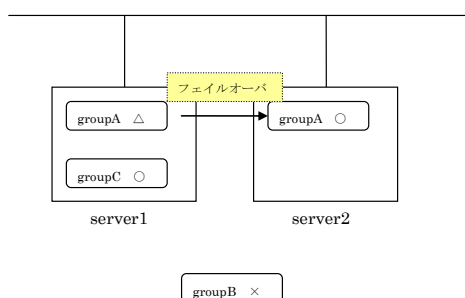 フェイルオーバ
groupA △
groupA ○
groupC ○
server1
server2
groupB ×